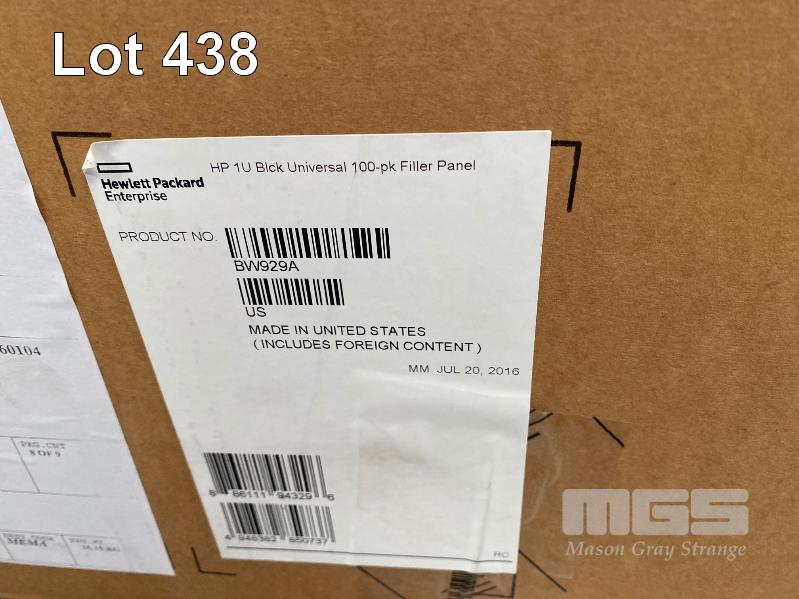 Lot 438
HP 1U Blck Universal 100-pk Filler Panel
Hewlett Packard
Enterprise
PRODUCT NO.
BW929A
US
MADE IN UNITED STATES
( INCLUDES FOREIGN CONTENT )
MM JUL 20, 2016
60104
PKG.CNT
8 OF 9
MEMA
8 86111 94329 6
4 948382 850737
RC
MGS
Mason Gray Strange